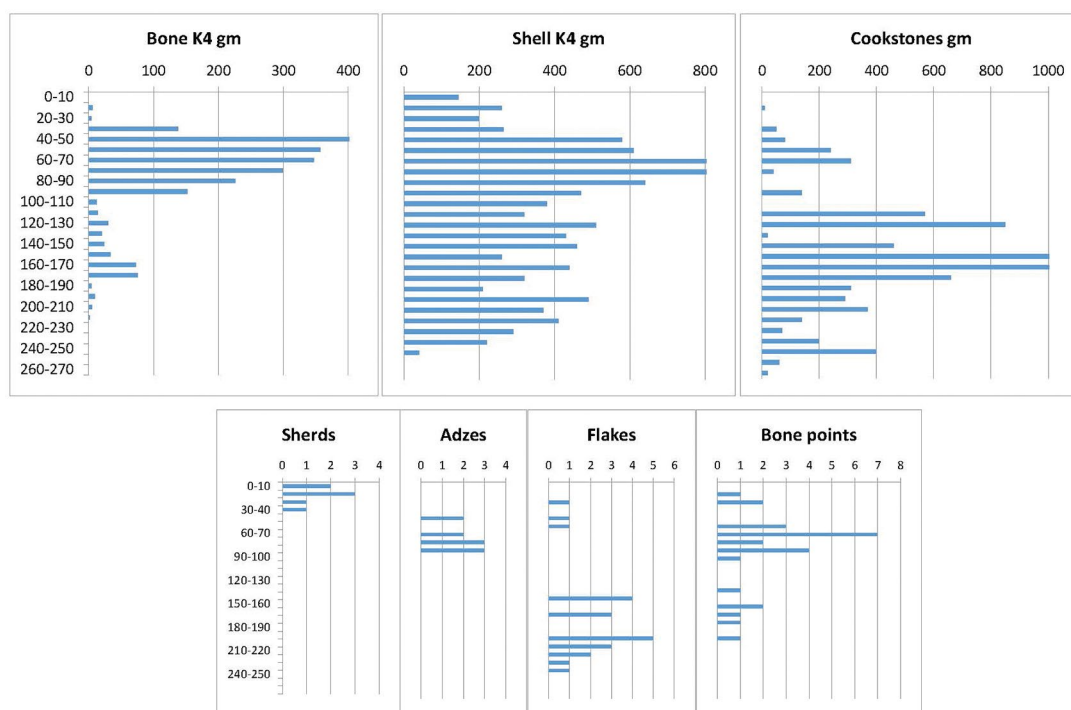 Bone K4 gm
0 100 200 300 400
0-10
20-30
40-50
60-70
80-90
100-110
120-130
140-150
160-170
180-190
200-210
220-230
240-250
260-270
Shell K4 gm
0 200 400 600 800
Cookstones gm
0 200 400 600 800 1000
Sherds
0 1 2 3 4
0-10
30-40
60-70
90-100
120-130
150-160
180-190
210-220
240-250
Adzes
0 1 2 3 4
Flakes
0 1 2 3 4 5 6
Bone points
0 1 2 3 4 5 6 7 8